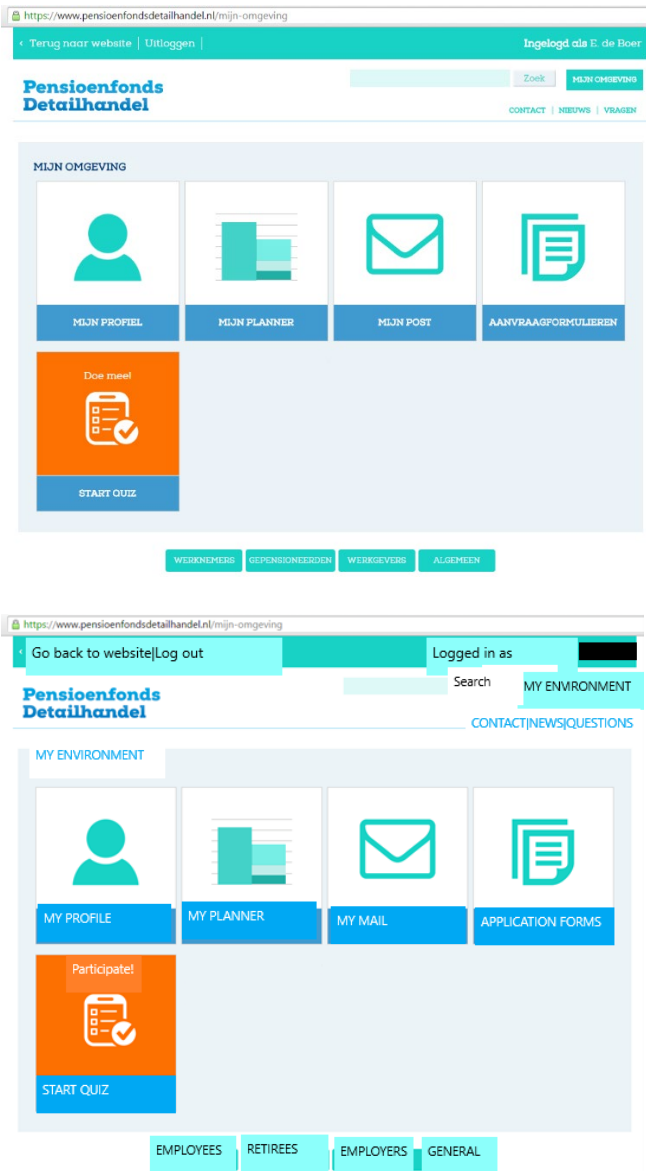 https://www.pensioenfondsdetailhandel.nl/mijn-omgeving
‹ Terug naar website | Uitloggen |
Ingelogd als E. de Boer
Pensioenfonds
Detailhandel
Zoek
MIJN OMGEVING
CONTACT | NIEUWS | VRAGEN
MIJN OMGEVING
MIJN PROFIEL
MIJN PLANNER
MIJN POST
AANVRAAGFORMULIEREN
Doe mee!
START QUIZ
WERKNEMERS
GEPENSIONEERDEN
WERKGEVERS
ALGEMEEN
https://www.pensioenfondsdetailhandel.nl/mijn-omgeving
‹ Go back to website|Log out
Logged in as
Pensioenfonds
Detailhandel
Search
MY ENVIRONMENT
CONTACT|NEWS|QUESTIONS
MY ENVIRONMENT
MY PROFILE
MY PLANNER
MY MAIL
APPLICATION FORMS
Participate!
START QUIZ
EMPLOYEES
RETIREES
EMPLOYERS
GENERAL